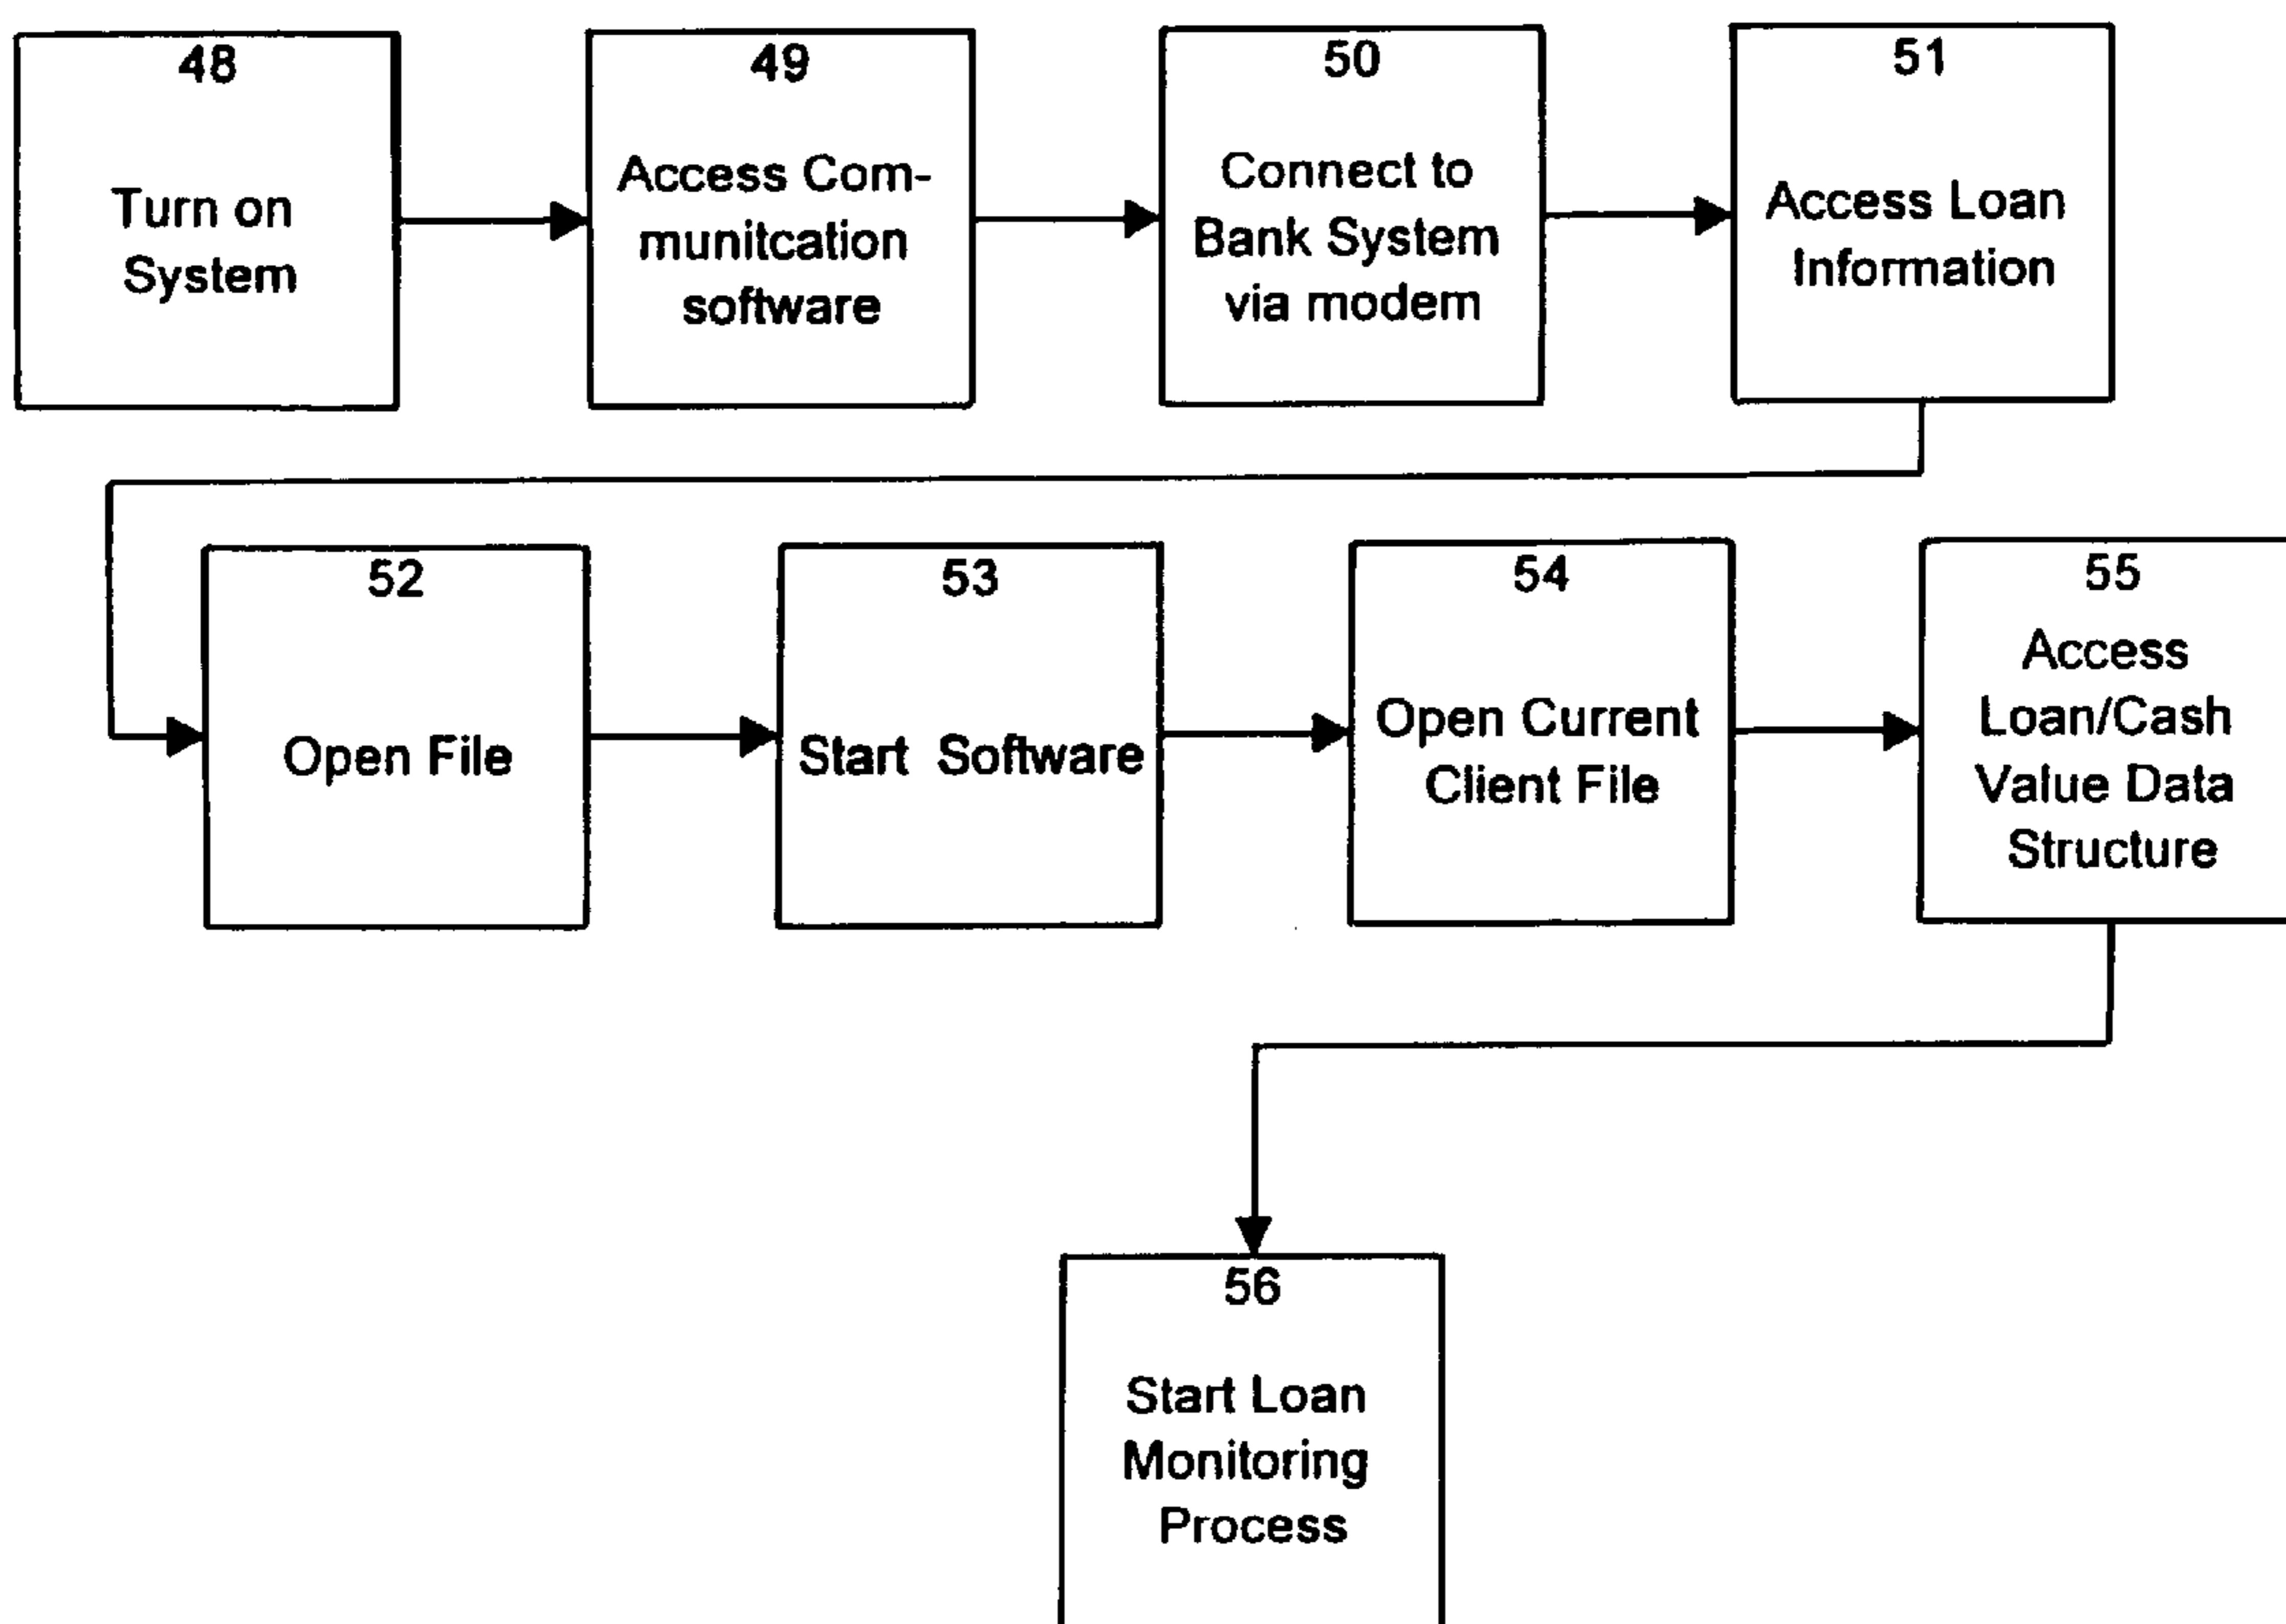 48
Turn on
System
49
Access Com-
munitcation
software
50
Connect to
Bank System
via modem
51
Access Loan
Information
52
Open File
53
Start Software
54
Open Current
Client File
55
Access
Loan/Cash
Value Data
Structure
56
Start Loan
Monitoring
Process